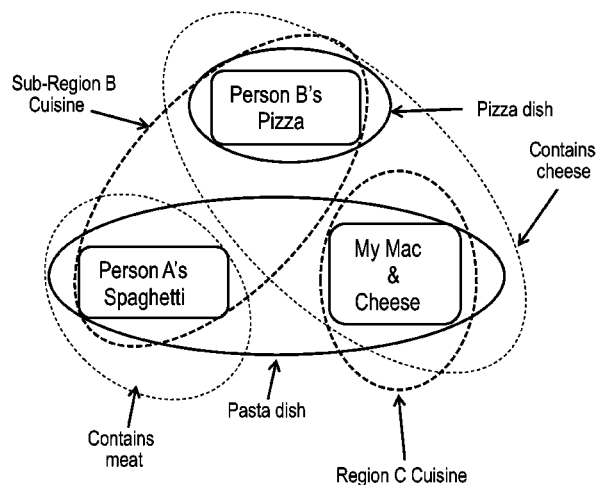 Sub-Region B
Cuisine
Person B's
Pizza
Pizza dish
Contains
cheese
Person A's
Spaghetti
My Mac
&
Cheese
Pasta dish
Contains
meat
Region C Cuisine